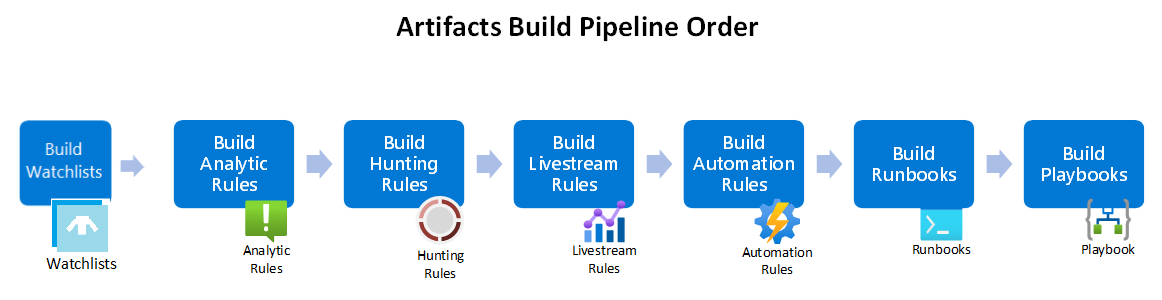 Artifacts Build Pipeline Order
Build
Watchlists
Build
Analytic
Rules
Build
Hunting
Rules
Build
Livestream
Rules
Build
Automation
Rules
Build
Runbooks
Build
Playbooks
Watchlists
Analytic
Rules
Hunting
Rules
Livestream
Rules
Automation
Rules
Runbooks
Playbook